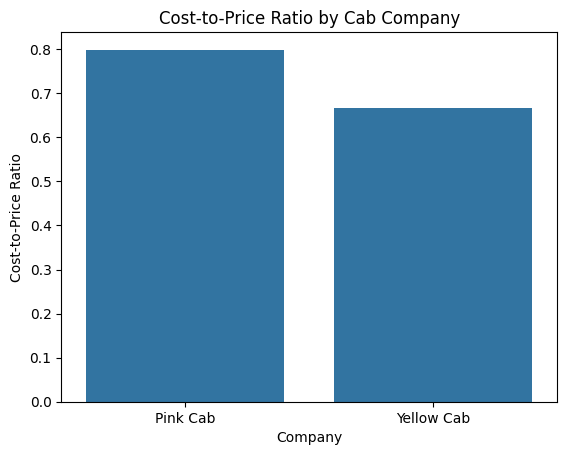 Cost-to-Price Ratio by Cab Company
Cost-to-Price Ratio
0.8
0.7
0.6
0.5
0.4
0.3
0.2
0.1
0.0
Pink Cab
Yellow Cab
Company